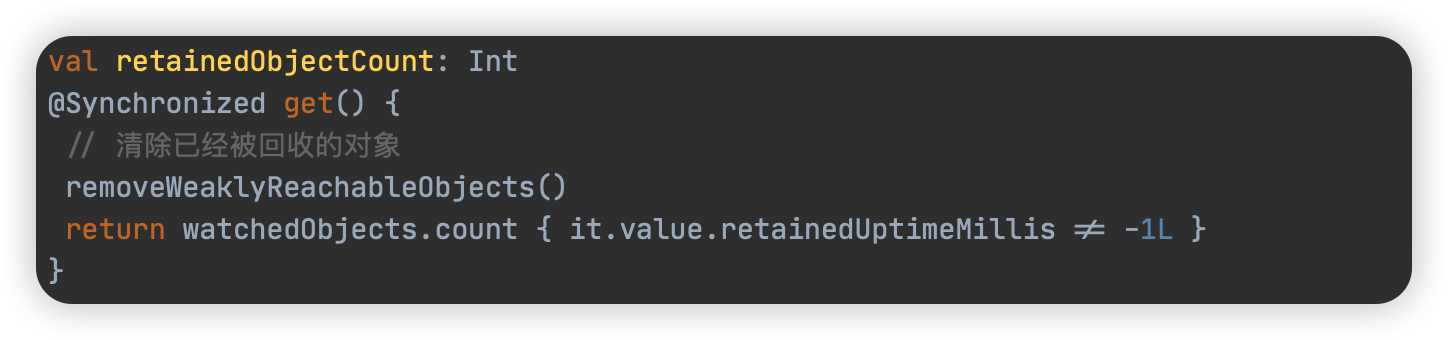 val retainedObjectCount: Int
@Synchronized get() {
// 清除已经被回收的对象
removeWeaklyReachableObjects()
return watchedObjects.count { it.value.retainedUptimeMillis != -1L }
}